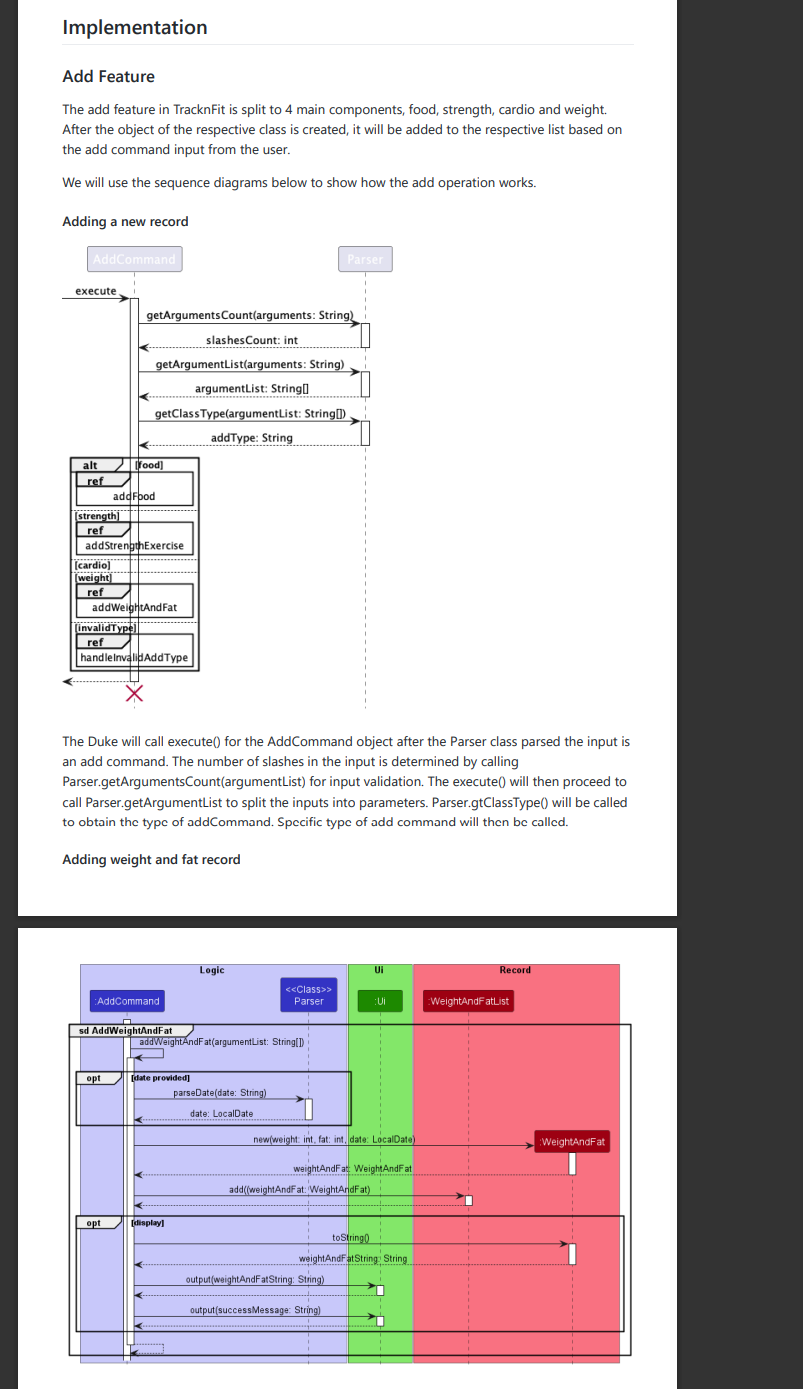 Implementation
Add Feature
The add feature in TracknFit is split to 4 main components, food, strength, cardio and weight.
After the object of the respective class is created, it will be added to the respective list based on
the add command input from the user.
We will use the sequence diagrams below to show how the add operation works.
Adding a new record
AddCommand
Parser
execute
getArgumentsCount(arguments: String)
slashesCount: int
getArgumentList(arguments: String)
argumentList: String[]
getClassType(argumentList: String[])
addType: String
alt [food]
ref
addFood
[strength]
ref
addStrengthExercise
[cardio]
[weight]
ref
addWeightAndFat
[invalidType]
ref
handleInvalidAddType
The Duke will call execute() for the AddCommand object after the Parser class parsed the input is
an add command. The number of slashes in the input is determined by calling
Parser.getArgumentsCount(argumentList) for input validation. The execute() will then proceed to
call Parser.getArgumentList to split the inputs into parameters. Parser.gtClassType() will be called
to obtain the type of addCommand. Specific type of add command will then be called.
Adding weight and fat record
Logic
Ui
Record
:AddCommand
<<Class>>
Parser
:Ui
:WeightAndFatList
sd AddWeightAndFat
addWeightAndFat(argumentList: String[])
opt [date provided]
parseDate(date: String)
date: LocalDate
new(weight: int, fat: int, date: LocalDate)
:WeightAndFat
weightAndFat: WeightAndFat
add((weightAndFat: WeightAndFat)
opt [display]
toString()
weightAndFatString: String
output(weightAndFatString: String)
output(successMessage: String)